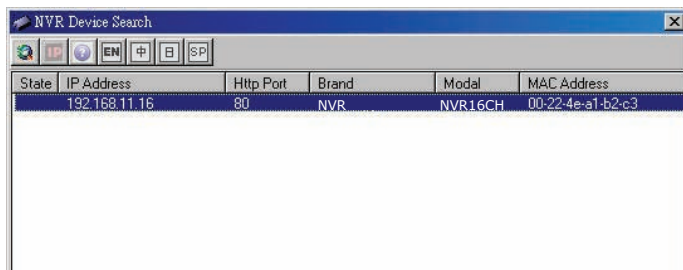 NVR Device Search
IP EN 中 日 SP
State IP Address Http Port Brand Modal MAC Address
192.168.11.16 80 NVR NVR16CH 00-22-4e-a1-b2-c3